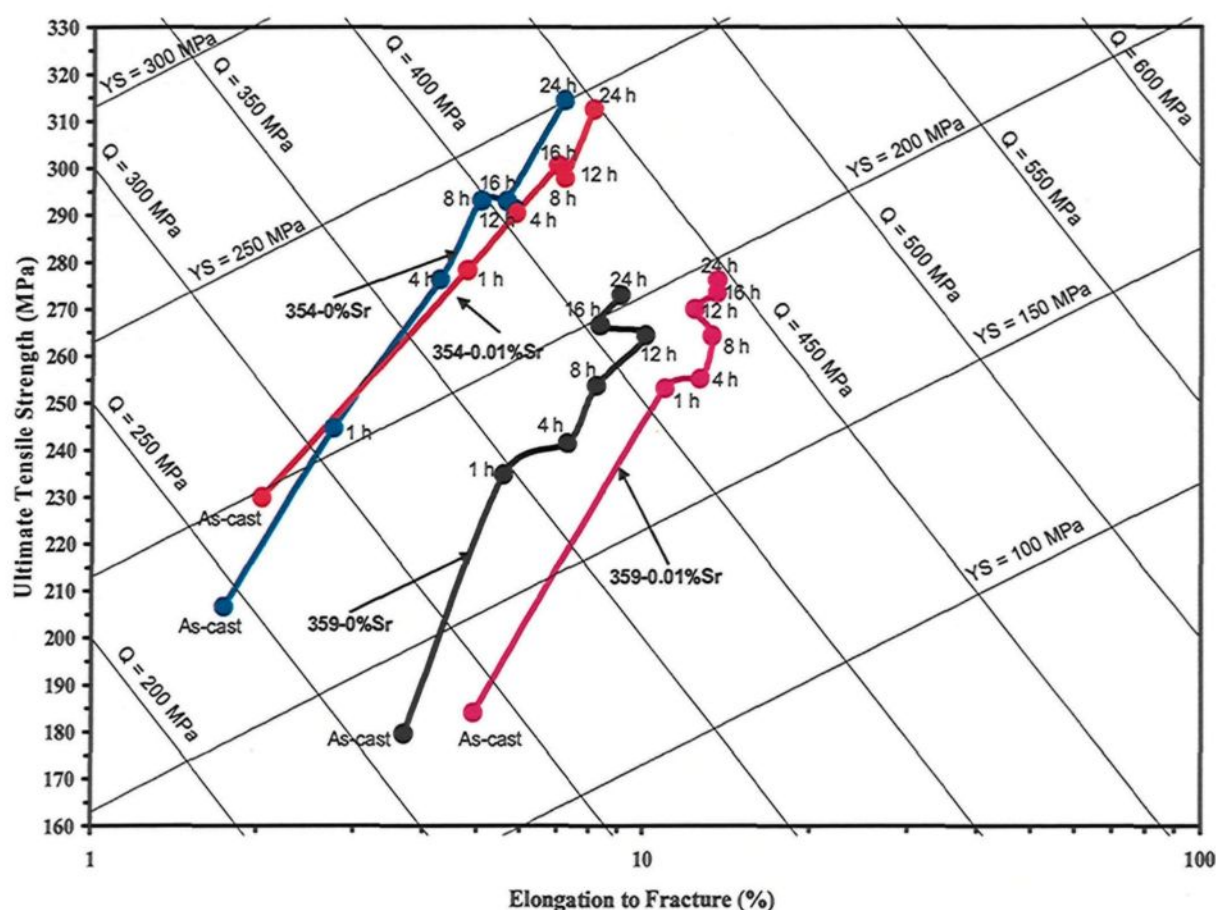 330
320
310
300
290
280
270
260
250
240
230
220
210
200
190
180
170
160
Ultimate Tensile Strength (MPa)
YS = 300 MPa
Q = 350 MPa
Q = 400 MPa
Q = 600 MPa
24 h
24 h
YS = 200 MPa
Q = 550 MPa
Q = 300 MPa
16 h
12 h
8 h
16 h
8 h
12 h
4 h
YS = 250 MPa
Q = 500 MPa
4 h
1 h
24 h
24 h
16 h
YS = 150 MPa
354-0%Sr
16 h
12 h
354-0.01%Sr
12 h
8 h
Q = 450 MPa
8 h
4 h
1 h
Q = 250 MPa
1 h
4 h
1 h
As-cast
YS = 100 MPa
359-0.01%Sr
As-cast
359-0%Sr
Q = 200 MPa
As-cast
As-cast
1
10
100
Elongation to Fracture (%)